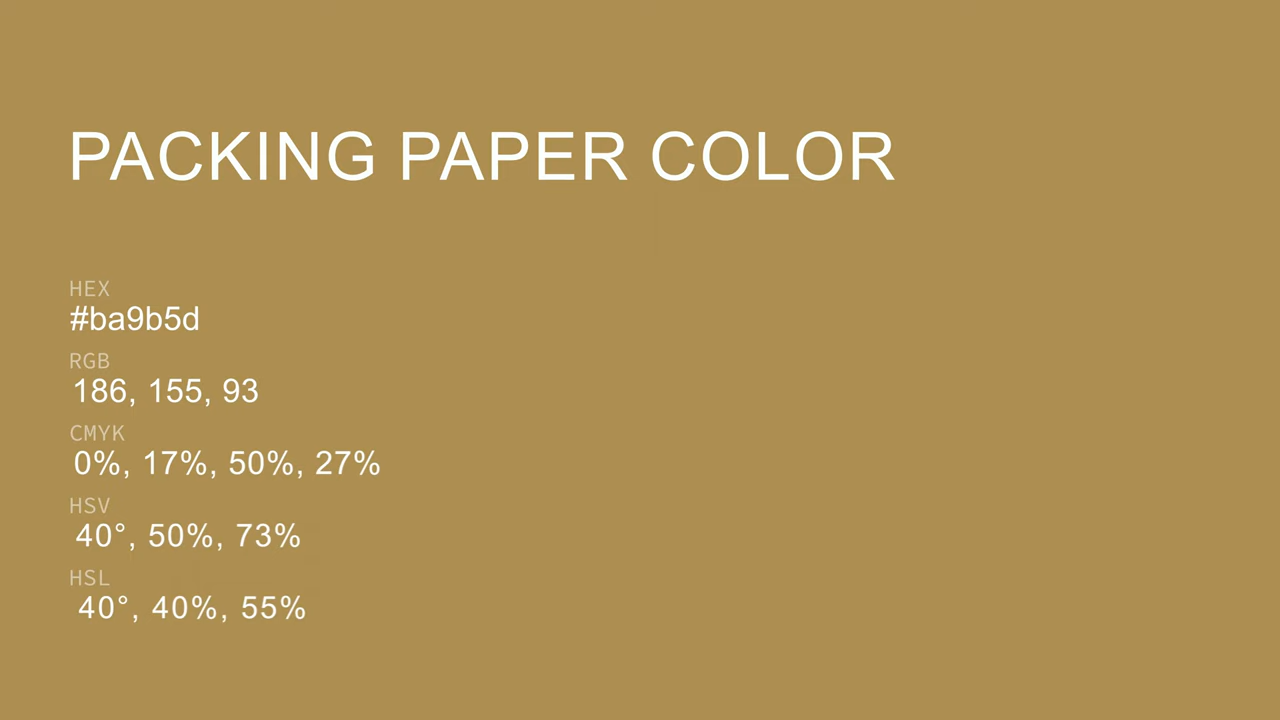 PACKING PAPER COLOR
HEX
#ba9b5d
RGB
186, 155, 93
CMYK
0%, 17%, 50%, 27%
HSV
40°, 50%, 73%
HSL
40°, 40%, 55%